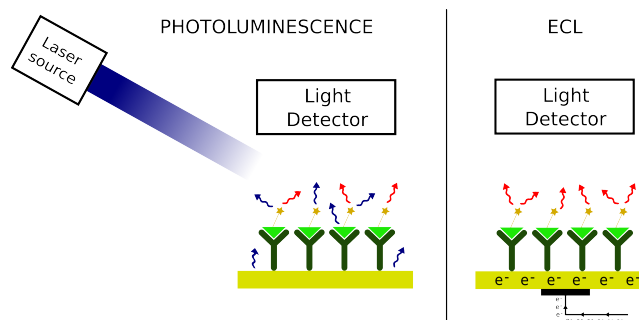 PHOTOLUMINESCENCE
ECL
Laser
source
Light
Detector
Light
Detector
e- e- e- e- e-
e-
e-
e-